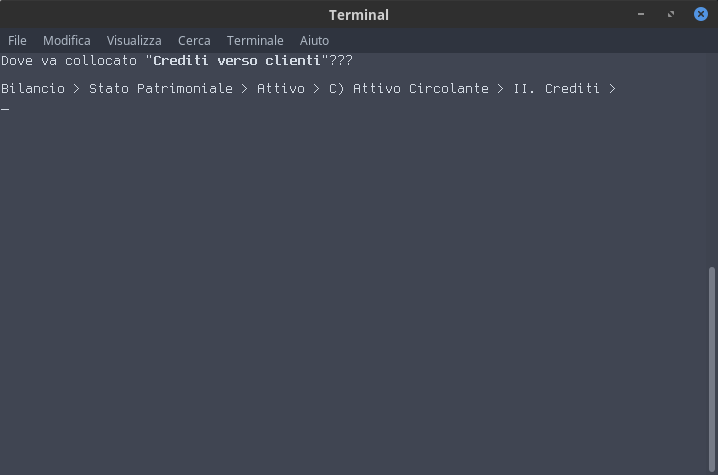 Terminal
File Modifica Visualizza Cerca Terminale Aiuto
Dove va collocato "Crediti verso clienti"???
Bilancio > Stato Patrimoniale > Attivo > C) Attivo Circolante > II. Crediti >
_